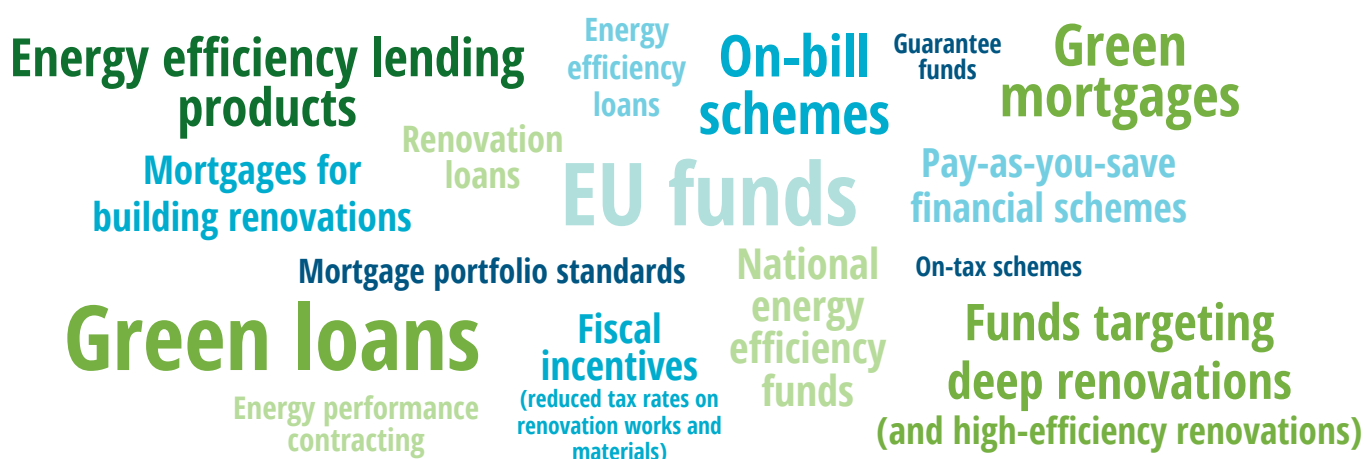 Energy efficiency lending
products
Energy
efficiency
loans
On-bill
schemes
Guarantee
funds
Green
mortgages
Renovation
loans
Mortgages for
building renovations
EU funds
Pay-as-you-save
financial schemes
Mortgage portfolio standards
National
energy
efficiency
funds
On-tax schemes
Green loans
Fiscal
incentives
(reduced tax rates on
renovation works and
materials)
Funds targeting
deep renovations
(and high-efficiency renovations)
Energy performance
contracting